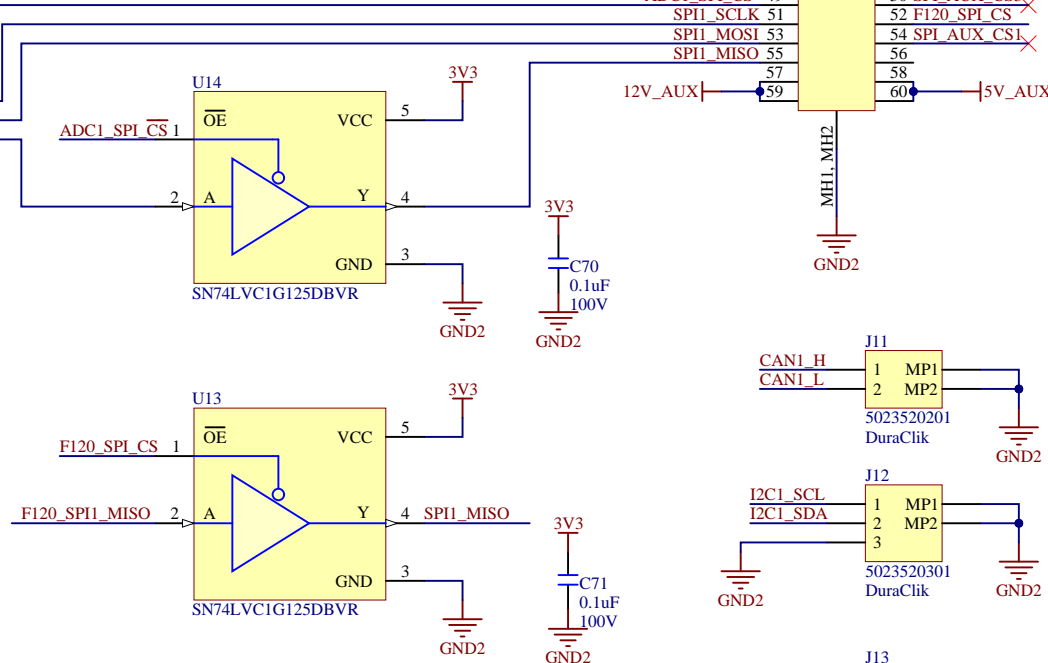 SPI1_SCLK 51
52 F120_SPI_CS
SPI1_MOSI 53
54 SPI_AUX_CS1
SPI1_MISO 55
56
57
58
12V_AUX
59
60
5V_AUX
MH1, MH2
GND2
U14
3V3
OE
VCC
5
ADC1_SPI_CS 1
2
A
Y
4
GND
3
SN74LVC1G125DBVR
GND2
3V3
C70
0.1uF
100V
GND2
J11
CAN1_H
1
MP1
CAN1_L
2
MP2
5023520201
DuraClik
GND2
U13
3V3
OE
VCC
5
F120_SPI_CS
1
F120_SPI1_MISO
2
A
Y
4
SPI1_MISO
GND
3
SN74LVC1G125DBVR
GND2
3V3
C71
0.1uF
100V
GND2
J12
I2C1_SCL
1
MP1
I2C1_SDA
2
MP2
3
5023520301
DuraClik
GND2
GND2
J13